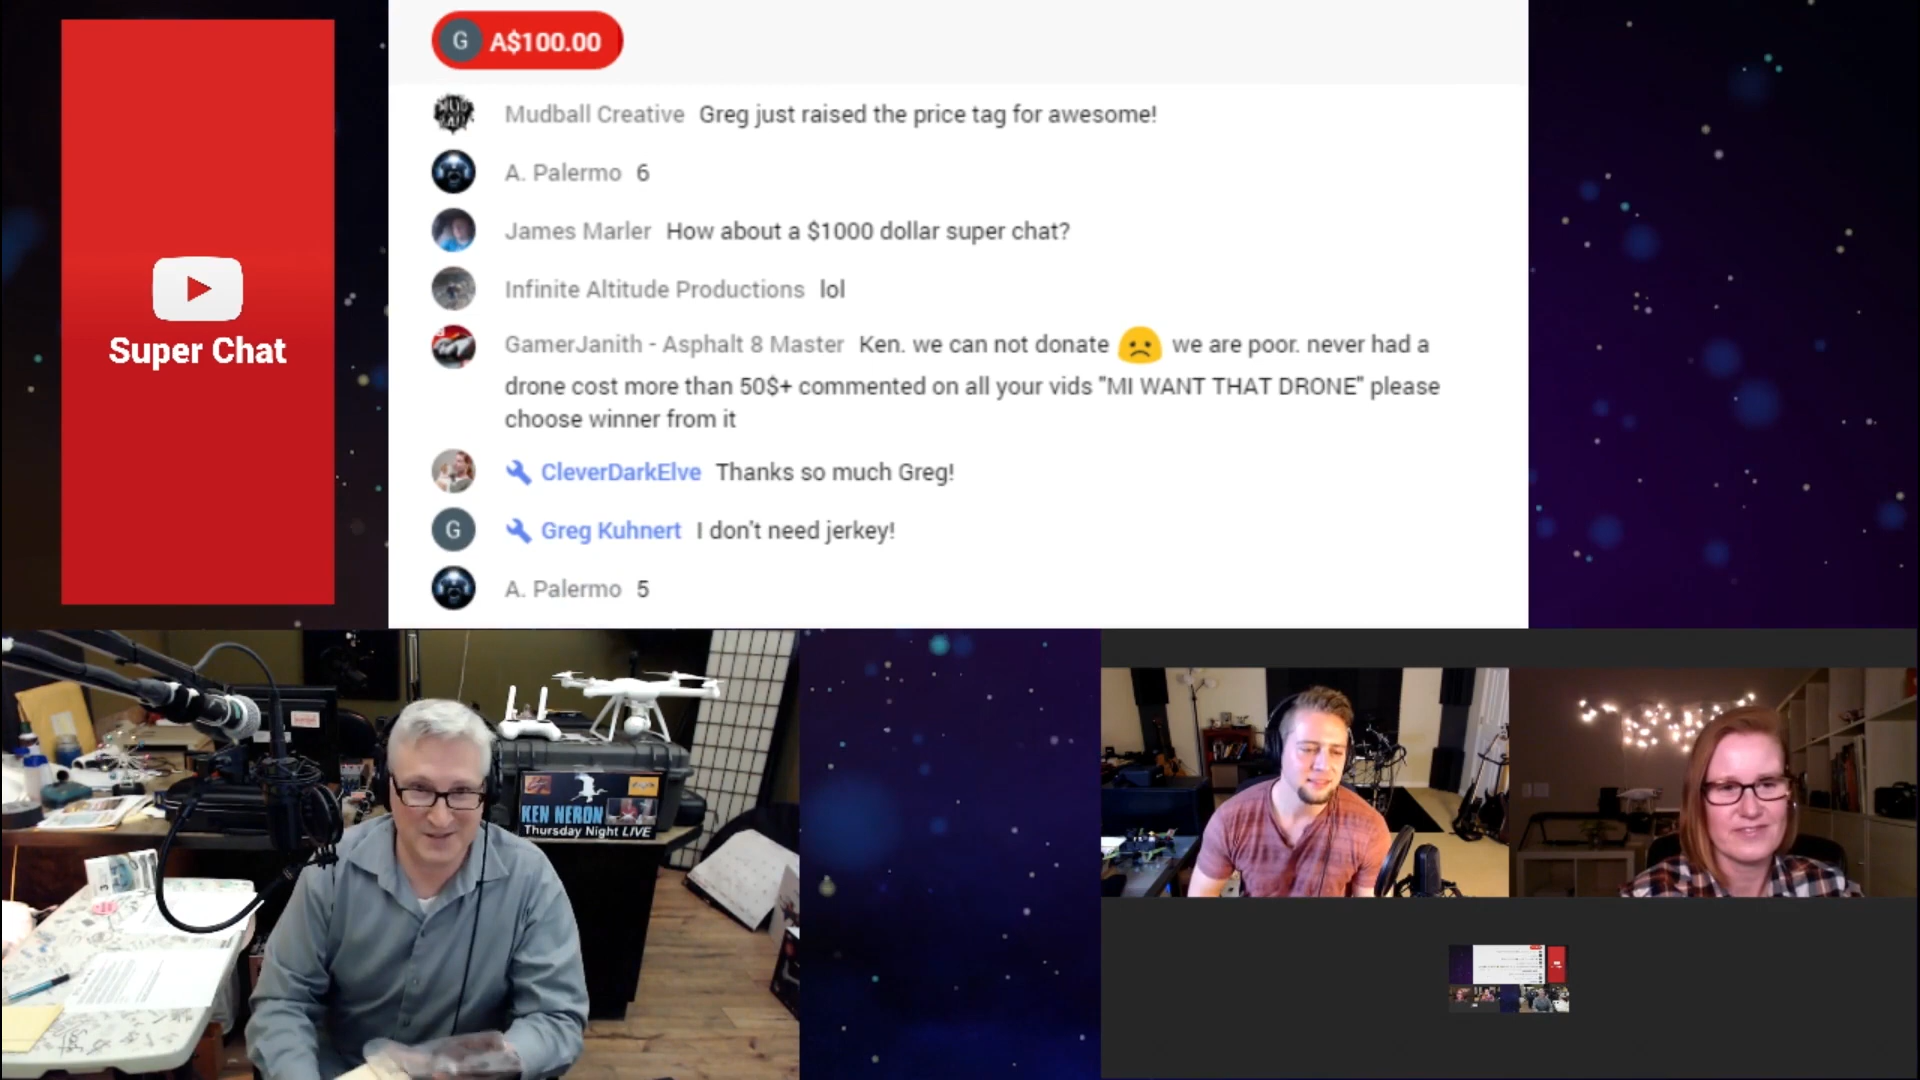 G A$100.00
Mudball Creative Greg just raised the price tag for awesome!
A. Palermo 6
James Marler How about a $1000 dollar super chat?
Infinite Altitude Productions lol
GamerJanith - Asphalt 8 Master Ken. we can not donate we are poor. never had a
drone cost more than 50$+ commented on all your vids "MI WANT THAT DRONE" please
choose winner from it
CleverDarkElve Thanks so much Greg!
G Greg Kuhnert I don't need jerkey!
A. Palermo 5
Super Chat
KEN NERON
Thursday Night LIVE